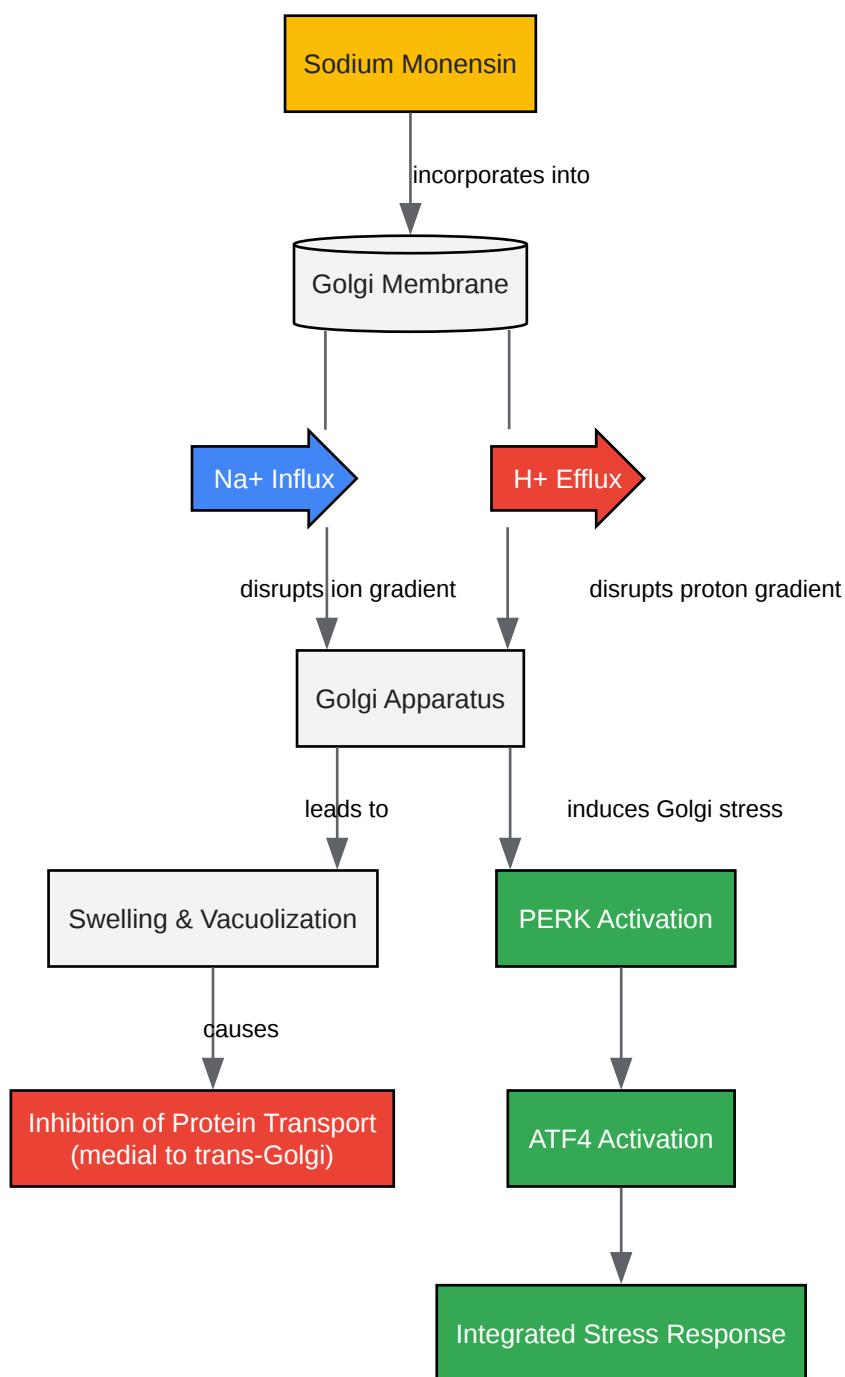 Sodium Monensin
incorporates into
Golgi Membrane
Na+ Influx
H+ Efflux
disrupts ion gradient
disrupts proton gradient
Golgi Apparatus
leads to
induces Golgi stress
Swelling & Vacuolization
PERK Activation
causes
Inhibition of Protein Transport
(medial to trans-Golgi)
ATF4 Activation
Integrated Stress Response